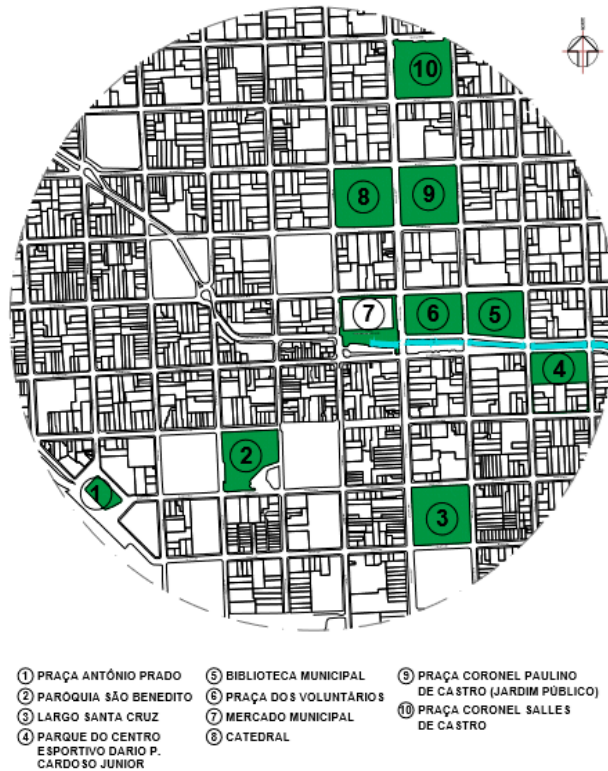 10
8
9
7
6
5
4
2
1
3
1 PRAÇA ANTÔNIO PRADO
2 PARÓQUIA SÃO BENEDITO
3 LARGO SANTA CRUZ
4 PARQUE DO CENTRO
ESPORTIVO DARIO P.
CARDOSO JUNIOR
5 BIBLIOTECA MUNICIPAL
6 PRAÇA DOS VOLUNTÁRIOS
7 MERCADO MUNICIPAL
8 CATEDRAL
9 PRAÇA CORONEL PAULINO
DE CASTRO (JARDIM PÚBLICO)
10 PRAÇA CORONEL SALLES
DE CASTRO